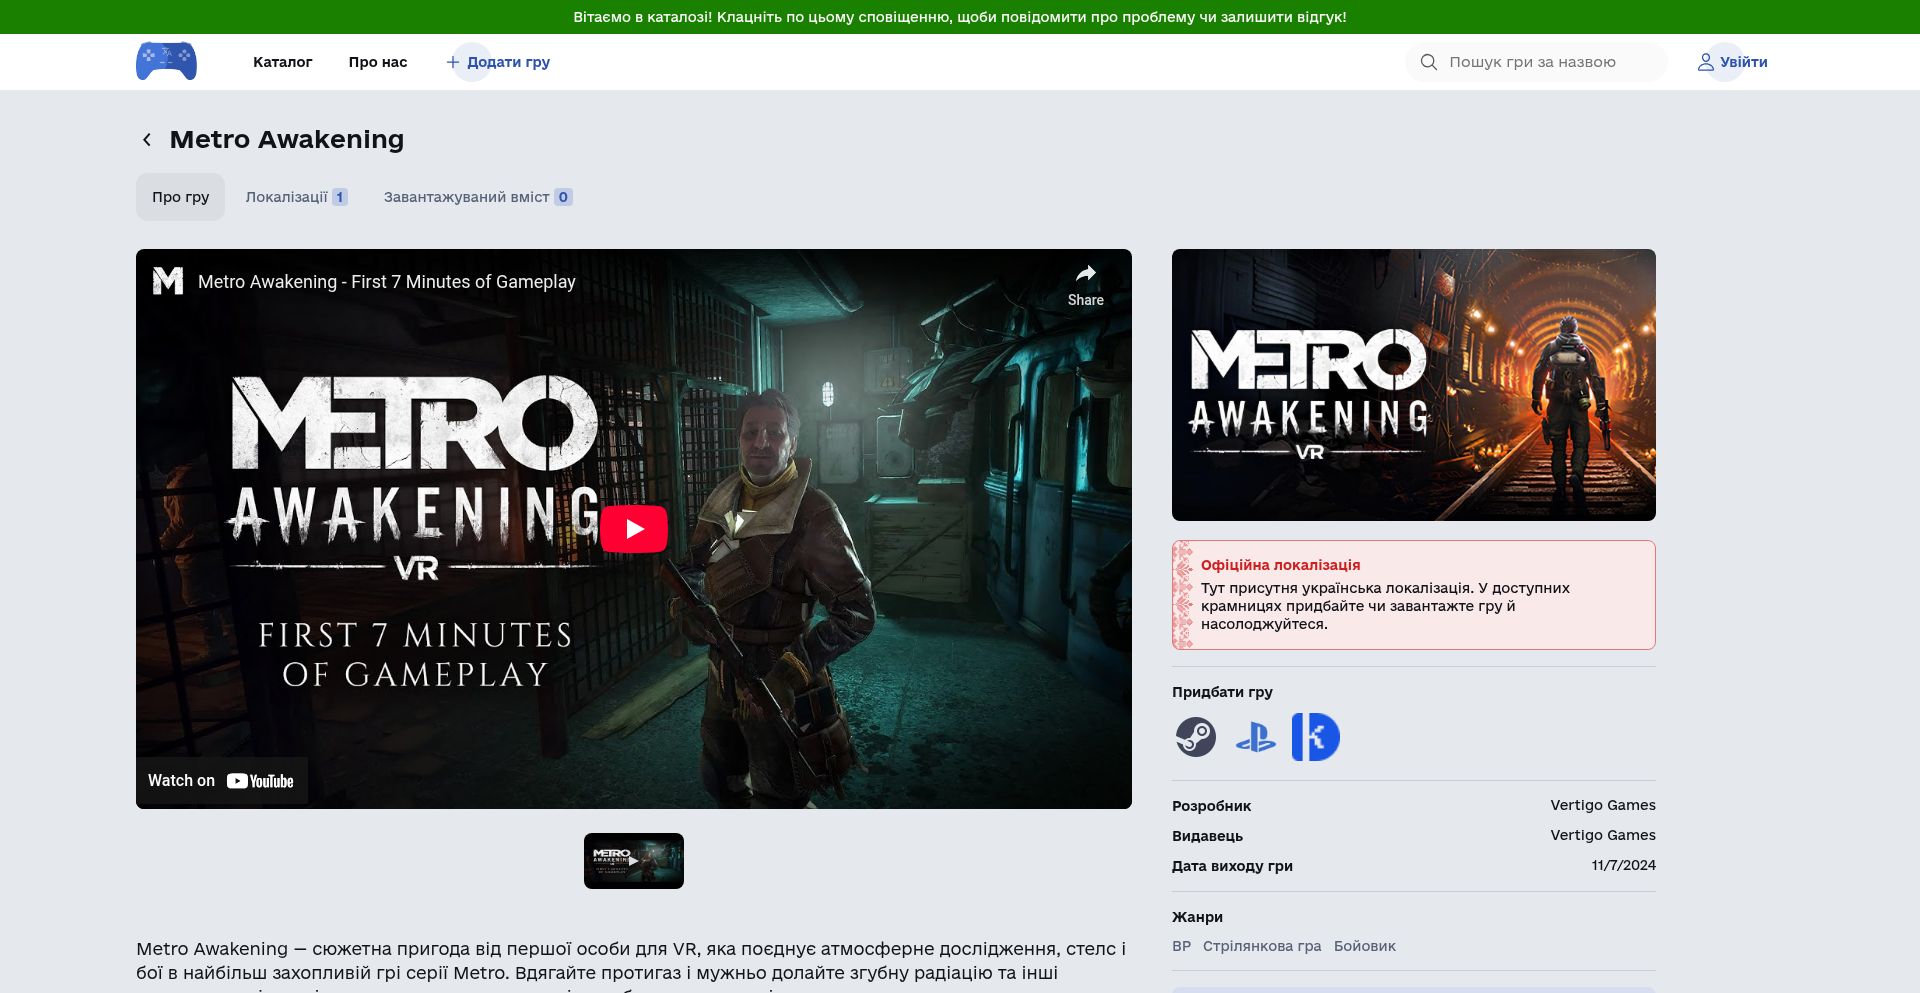 Вітаємо в каталозі! Клацніть по цьому сповіщенню, щоби повідомити про проблему чи залишити відгук!
Каталог
Про нас
Додати гру
Пошук гри за назвою
Увійти
Metro Awakening
Про гру
Локалізації 1
Завантажуваний вміст 0
Metro Awakening - First 7 Minutes of Gameplay
Share
METRO
AWAKENING
VR
FIRST 7 MINUTES
OF GAMEPLAY
Watch on YouTube
METRO
AWAKENING
Metro Awakening — сюжетна пригода від першої особи для VR, яка поєднує атмосферне дослідження, стелс і
бої в найбільш захопливій грі серії Metro. Вдягайте протигаз і мужньо долайте згубну радіацію та інші
METRO
AWAKENING
VR
Офіційна локалізація
Тут присутня українська локалізація. У доступних
крамницях придбайте чи завантажте гру й
насолоджуйтеся.
Придбати гру
Розробник
Vertigo Games
Видавець
Vertigo Games
Дата виходу гри
11/7/2024
Жанри
ВР Стрілянкова гра Бойовик